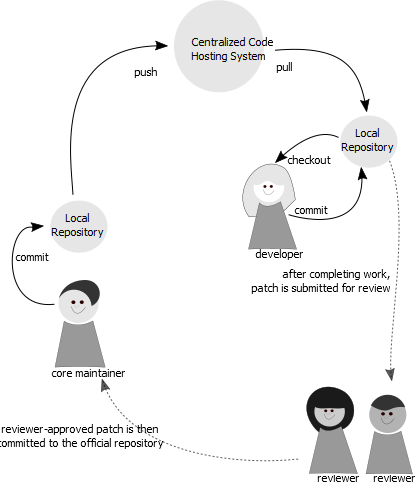 Centralized Code
Hosting System
push
pull
Local
Repository
checkout
commit
developer
Local
Repository
commit
after completing work,
patch is submitted for review
core maintainer
reviewer-approved patch is then
committed to the official repository
reviewer
reviewer